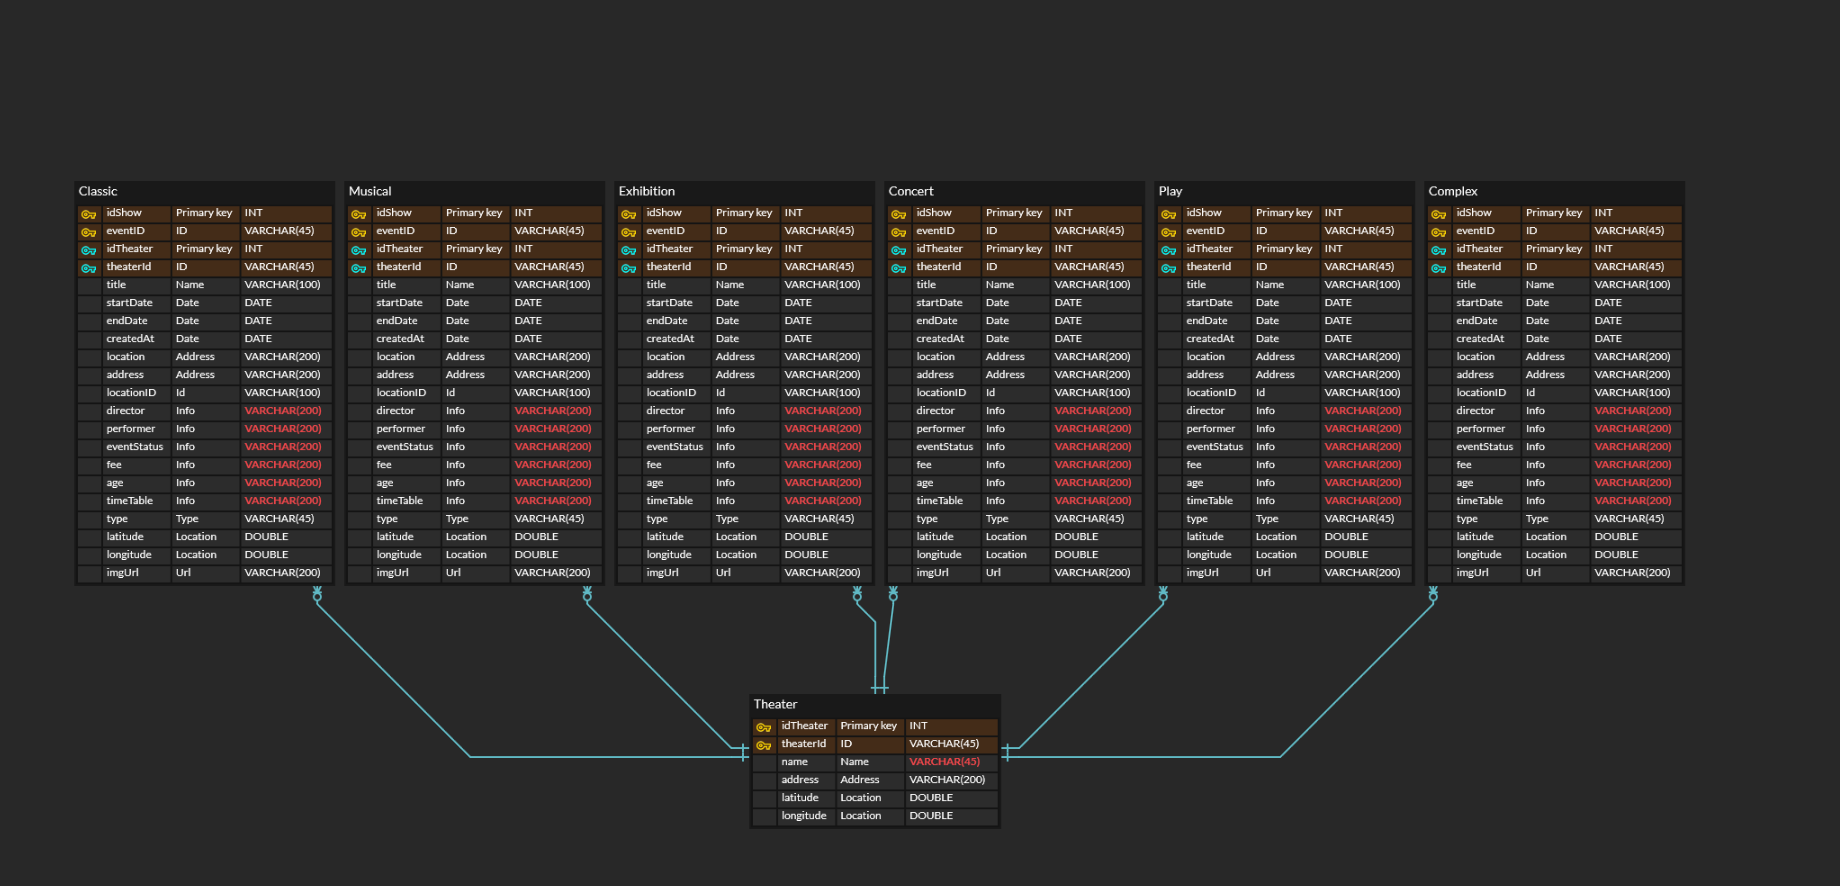 Classic
idShow Primary key INT
eventID ID VARCHAR(45)
idTheater Primary key INT
theaterId ID VARCHAR(45)
title Name VARCHAR(100)
startDate Date DATE
endDate Date DATE
createdAt Date DATE
location Address VARCHAR(200)
address Address VARCHAR(200)
locationID Id VARCHAR(100)
director Info VARCHAR(200)
performer Info VARCHAR(200)
eventStatus Info VARCHAR(200)
fee Info VARCHAR(200)
age Info VARCHAR(200)
timeTable Info VARCHAR(200)
type Type VARCHAR(45)
latitude Location DOUBLE
longitude Location DOUBLE
imgUrl Url VARCHAR(200)
Musical
idShow Primary key INT
eventID ID VARCHAR(45)
idTheater Primary key INT
theaterId ID VARCHAR(45)
title Name VARCHAR(100)
startDate Date DATE
endDate Date DATE
createdAt Date DATE
location Address VARCHAR(200)
address Address VARCHAR(200)
locationID Id VARCHAR(100)
director Info VARCHAR(200)
performer Info VARCHAR(200)
eventStatus Info VARCHAR(200)
fee Info VARCHAR(200)
age Info VARCHAR(200)
timeTable Info VARCHAR(200)
type Type VARCHAR(45)
latitude Location DOUBLE
longitude Location DOUBLE
imgUrl Url VARCHAR(200)
Exhibition
idShow Primary key INT
eventID ID VARCHAR(45)
idTheater Primary key INT
theaterId ID VARCHAR(45)
title Name VARCHAR(100)
startDate Date DATE
endDate Date DATE
createdAt Date DATE
location Address VARCHAR(200)
address Address VARCHAR(200)
locationID Id VARCHAR(100)
director Info VARCHAR(200)
performer Info VARCHAR(200)
eventStatus Info VARCHAR(200)
fee Info VARCHAR(200)
age Info VARCHAR(200)
timeTable Info VARCHAR(200)
type Type VARCHAR(45)
latitude Location DOUBLE
longitude Location DOUBLE
imgUrl Url VARCHAR(200)
Concert
idShow Primary key INT
eventID ID VARCHAR(45)
idTheater Primary key INT
theaterId ID VARCHAR(45)
title Name VARCHAR(100)
startDate Date DATE
endDate Date DATE
createdAt Date DATE
location Address VARCHAR(200)
address Address VARCHAR(200)
locationID Id VARCHAR(100)
director Info VARCHAR(200)
performer Info VARCHAR(200)
eventStatus Info VARCHAR(200)
fee Info VARCHAR(200)
age Info VARCHAR(200)
timeTable Info VARCHAR(200)
type Type VARCHAR(45)
latitude Location DOUBLE
longitude Location DOUBLE
imgUrl Url VARCHAR(200)
Play
idShow Primary key INT
eventID ID VARCHAR(45)
idTheater Primary key INT
theaterId ID VARCHAR(45)
title Name VARCHAR(100)
startDate Date DATE
endDate Date DATE
createdAt Date DATE
location Address VARCHAR(200)
address Address VARCHAR(200)
locationID Id VARCHAR(100)
director Info VARCHAR(200)
performer Info VARCHAR(200)
eventStatus Info VARCHAR(200)
fee Info VARCHAR(200)
age Info VARCHAR(200)
timeTable Info VARCHAR(200)
type Type VARCHAR(45)
latitude Location DOUBLE
longitude Location DOUBLE
imgUrl Url VARCHAR(200)
Complex
idShow Primary key INT
eventID ID VARCHAR(45)
idTheater Primary key INT
theaterId ID VARCHAR(45)
title Name VARCHAR(100)
startDate Date DATE
endDate Date DATE
createdAt Date DATE
location Address VARCHAR(200)
address Address VARCHAR(200)
locationID Id VARCHAR(100)
director Info VARCHAR(200)
performer Info VARCHAR(200)
eventStatus Info VARCHAR(200)
fee Info VARCHAR(200)
age Info VARCHAR(200)
timeTable Info VARCHAR(200)
type Type VARCHAR(45)
latitude Location DOUBLE
longitude Location DOUBLE
imgUrl Url VARCHAR(200)
Theater
idTheater Primary key INT
theaterId ID VARCHAR(45)
name Name VARCHAR(45)
address Address VARCHAR(200)
latitude Location DOUBLE
longitude Location DOUBLE